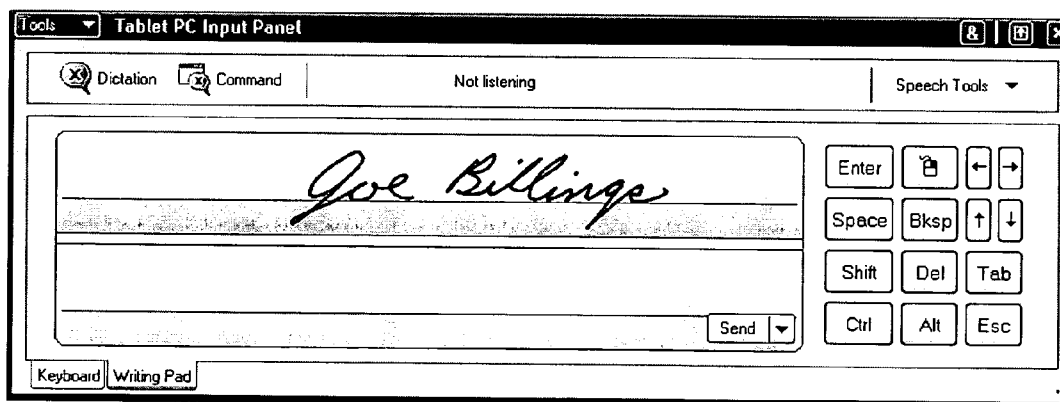 Tools Tablet PC Input Panel &
Dictation Command Not listening Speech Tools
Joe Billings
Enter ← →
Space Bksp ↑ ↓
Shift Del Tab
Send Ctrl Alt Esc
Keyboard Writing Pad